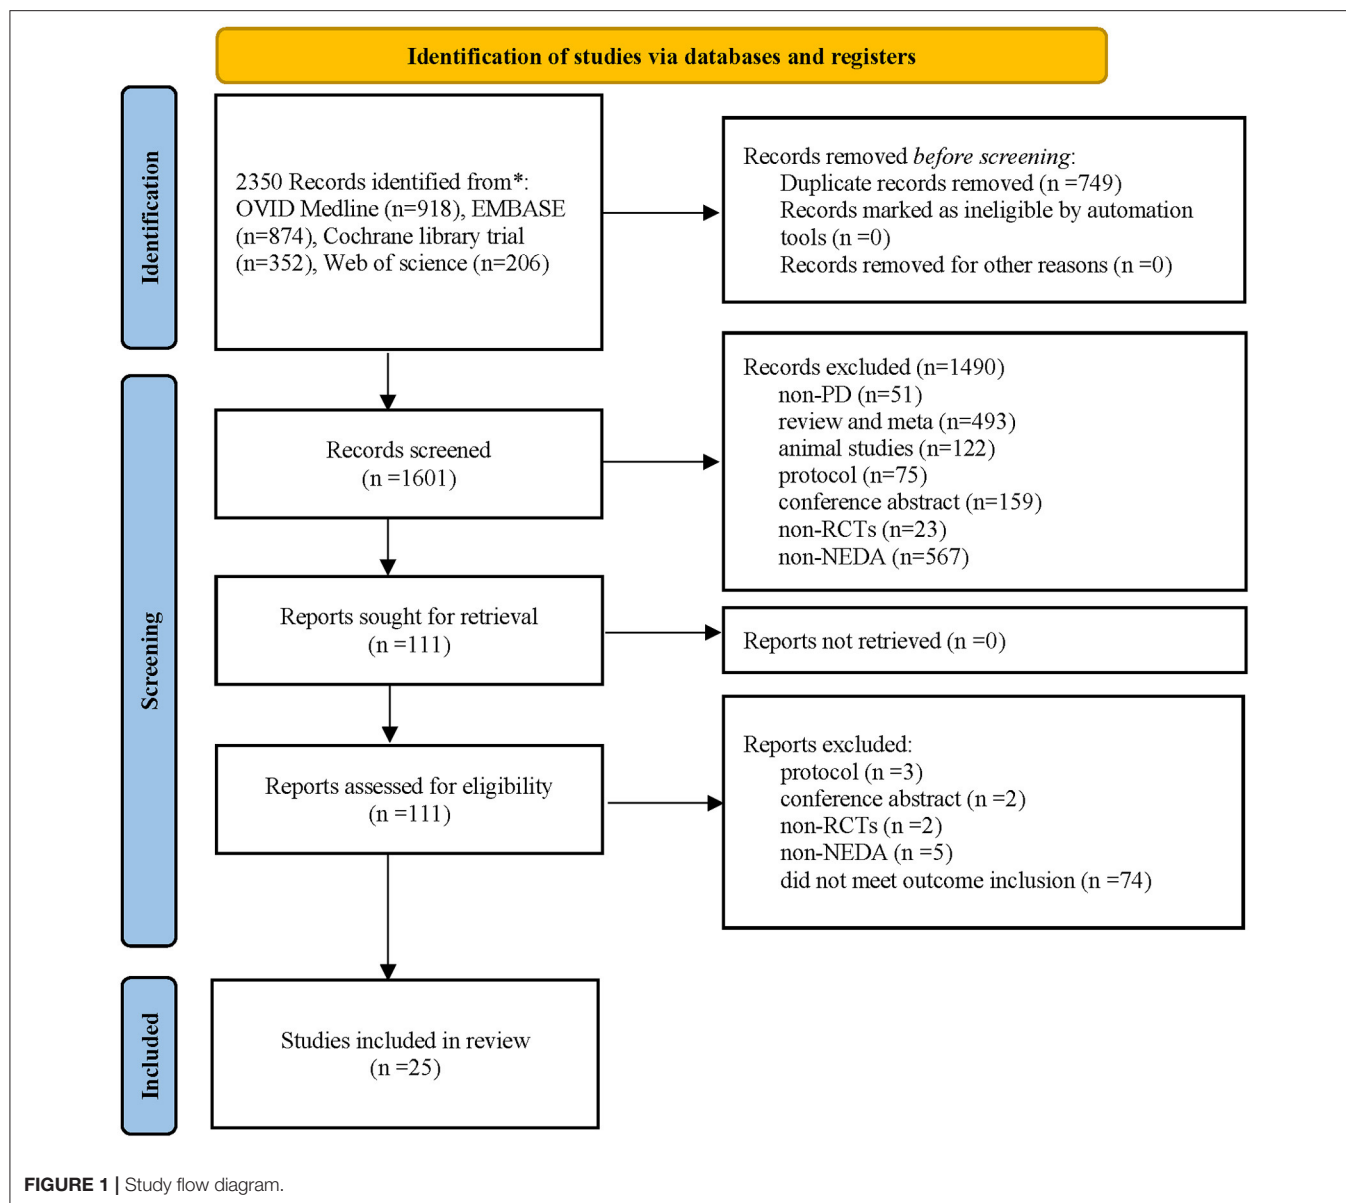 Identification of studies via databases and registers
Identification
2350 Records identified from*:
OVID Medline (n=918), EMBASE
(n=874), Cochrane library trial
(n=352), Web of science (n=206)
Records removed before screening:
Duplicate records removed (n =749)
Records marked as ineligible by automation
tools (n =0)
Records removed for other reasons (n =0)
Screening
Records screened
(n =1601)
Records excluded (n=1490)
non-PD (n=51)
review and meta (n=493)
animal studies (n=122)
protocol (n=75)
conference abstract (n=159)
non-RCTs (n=23)
non-NEDA (n=567)
Reports sought for retrieval
(n =111)
Reports not retrieved (n =0)
Reports assessed for eligibility
(n =111)
Reports excluded:
protocol (n =3)
conference abstract (n =2)
non-RCTs (n =2)
non-NEDA (n =5)
did not meet outcome inclusion (n =74)
Included
Studies included in review
(n =25)
FIGURE 1 | Study flow diagram.